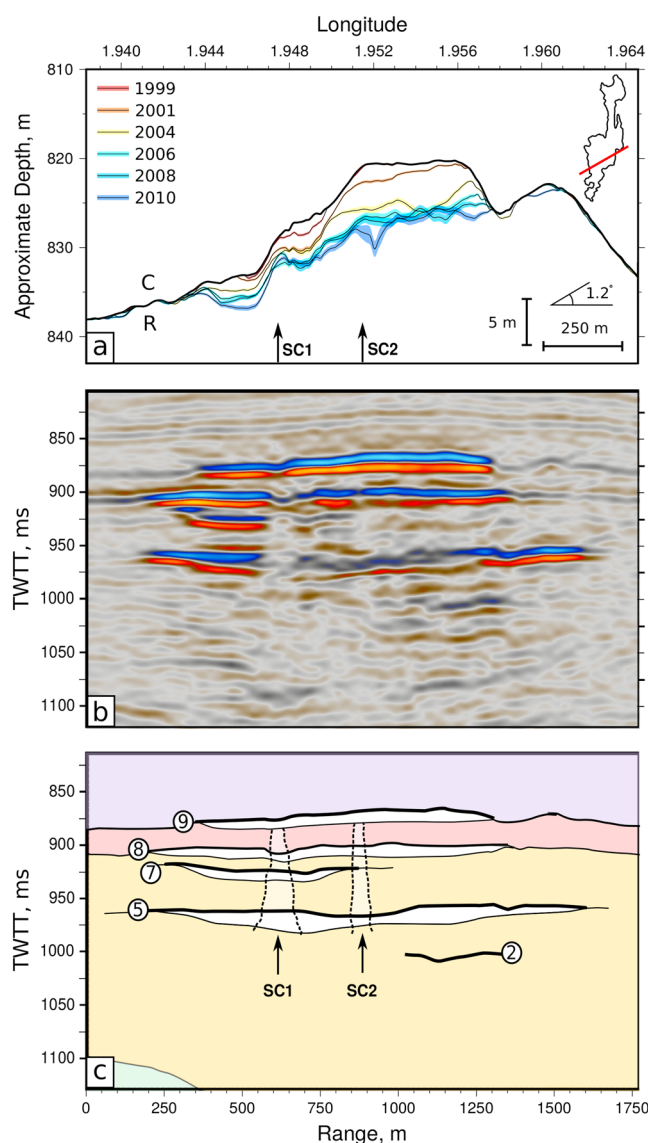 Longitude
1.940 1.944 1.948 1.952 1.956 1.960 1.964
810
1999
2001
2004
2006
2008
2010
820
830
840
Approximate Depth, m
C
R
1.2°
5 m
250 m
a
SC1
SC2
850
900
950
1000
1050
1100
TWTT, ms
b
850
900
950
1000
1050
1100
TWTT, ms
9
8
7
5
2
SC1
SC2
c
0 250 500 750 1000 1250 1500 1750
Range, m